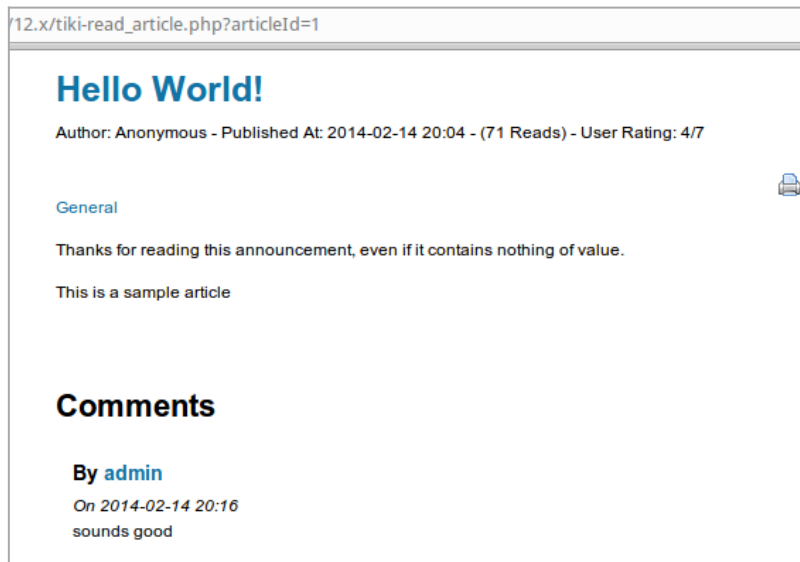 /12.x/tiki-read_article.php?articleId=1
Hello World!
Author: Anonymous - Published At: 2014-02-14 20:04 - (71 Reads) - User Rating: 4/7
General
Thanks for reading this announcement, even if it contains nothing of value.
This is a sample article
Comments
By admin
On 2014-02-14 20:16
sounds good